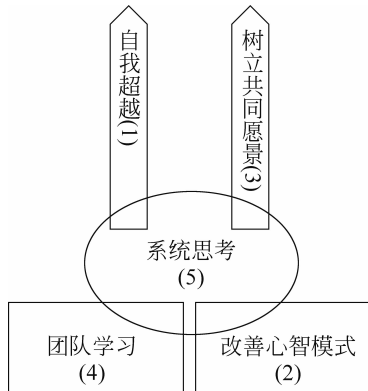 自我超越(1)
树立共同愿景(3)
系统思考
(5)
团队学习
(4)
改善心智模式
(2)